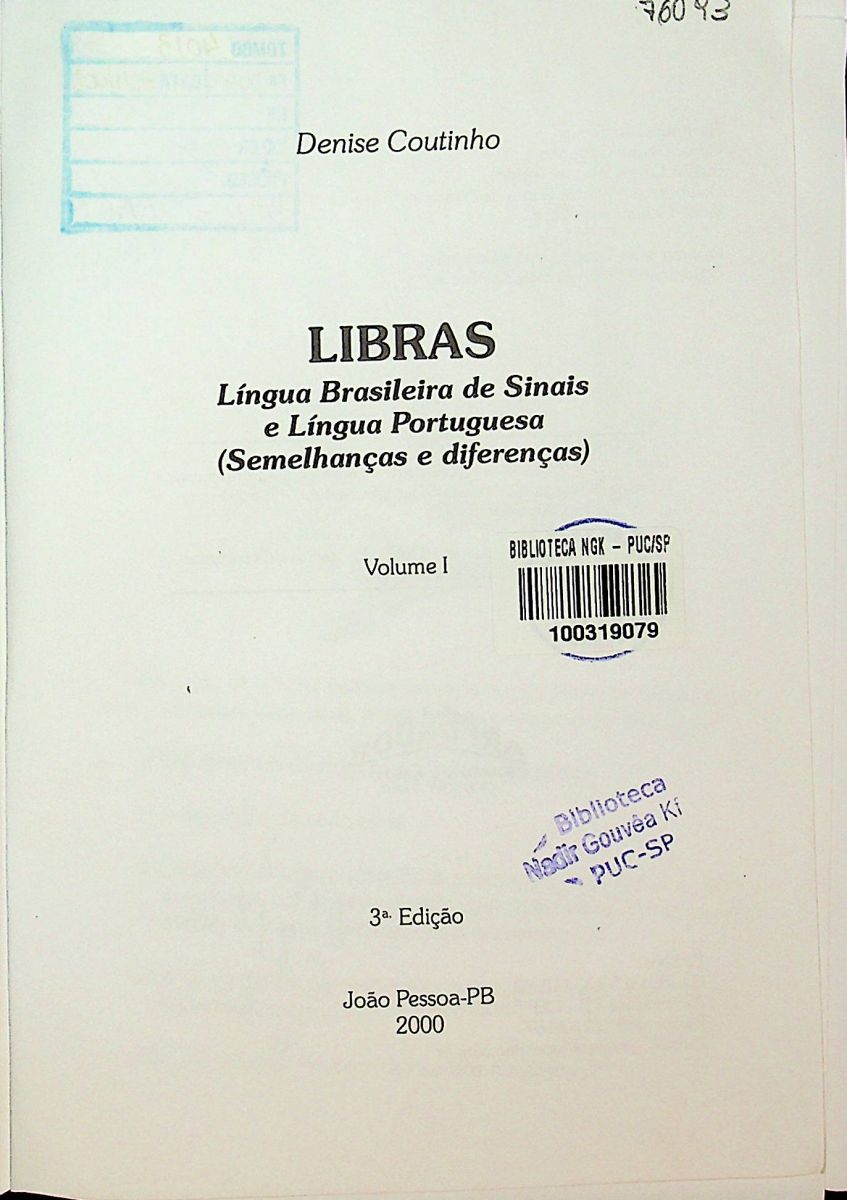 76093
Denise Coutinho
LIBRAS
Língua Brasileira de Sinais
e Língua Portuguesa
(Semelhanças e diferenças)
Volume I
BIBLIOTECA NGK - PUC/SP
100319079
Biblioteca
Nadir Gouvêa Kf
PUC-SP
3ª. Edição
João Pessoa-PB
2000